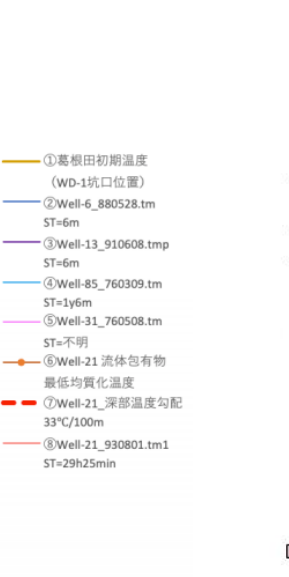 ①葛根田初期温度
（WD-1坑口位置）
②Well-6_880528.tm
ST=6m
③Well-13_910608.tmp
ST=6m
④Well-85_760309.tm
ST=1y6m
⑤Well-31_760508.tm
ST=不明
⑥Well-21 流体包有物
最低均質化温度
⑦Well-21_深部温度勾配
33℃/100m
⑧Well-21_930801.tm1
ST=29h25min